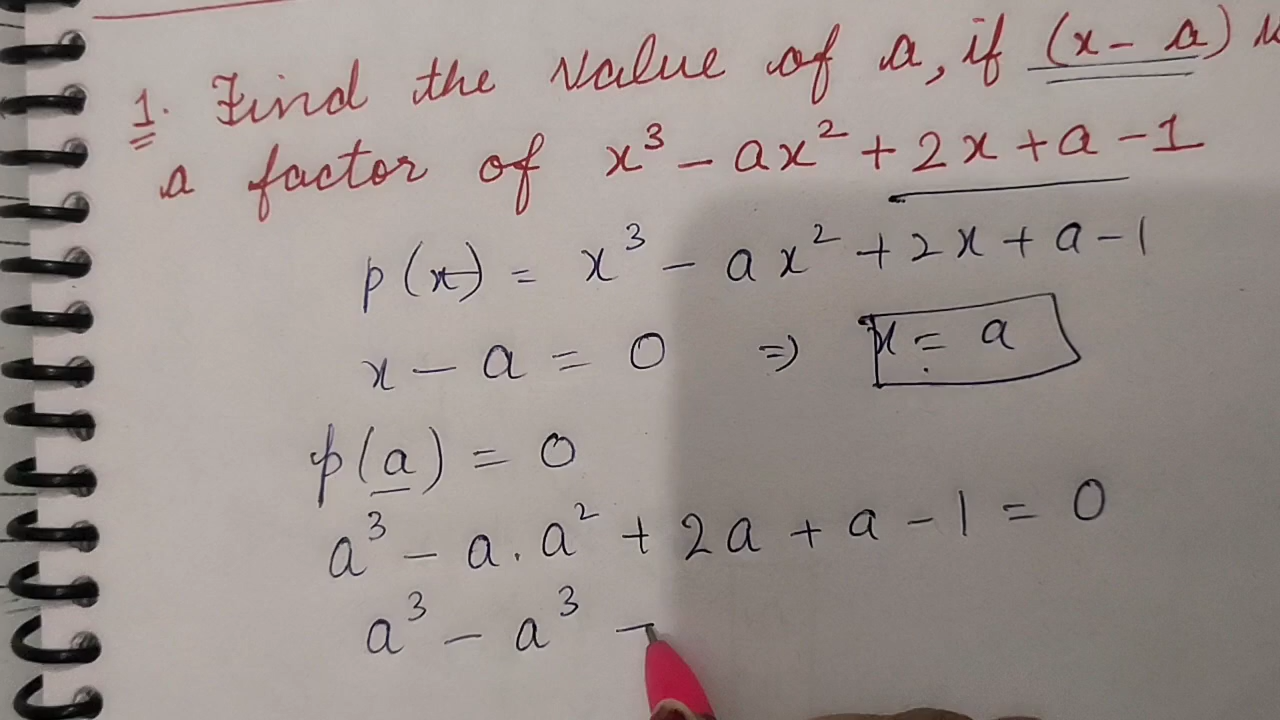 1. Find the value of a, if (x - a)
a factor of x³ - ax² + 2x + a - 1
p(x) = x³ - ax² + 2x + a - 1
x - a = 0 ⇒ x = a
p(a) = 0
a³ - a . a² + 2a + a - 1 = 0
a³ - a³ -